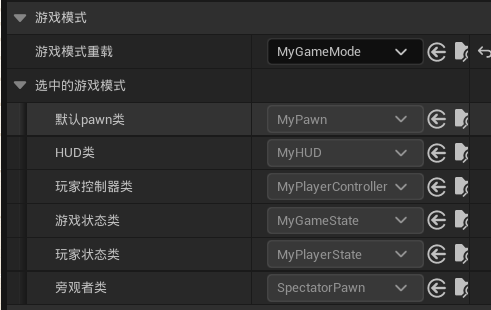 游戏模式
游戏模式重载 MyGameMode
选中的游戏模式
默认pawn类 MyPawn
HUD类 MyHUD
玩家控制器类 MyPlayerController
游戏状态类 MyGameState
玩家状态类 MyPlayerState
旁观者类 SpectatorPawn